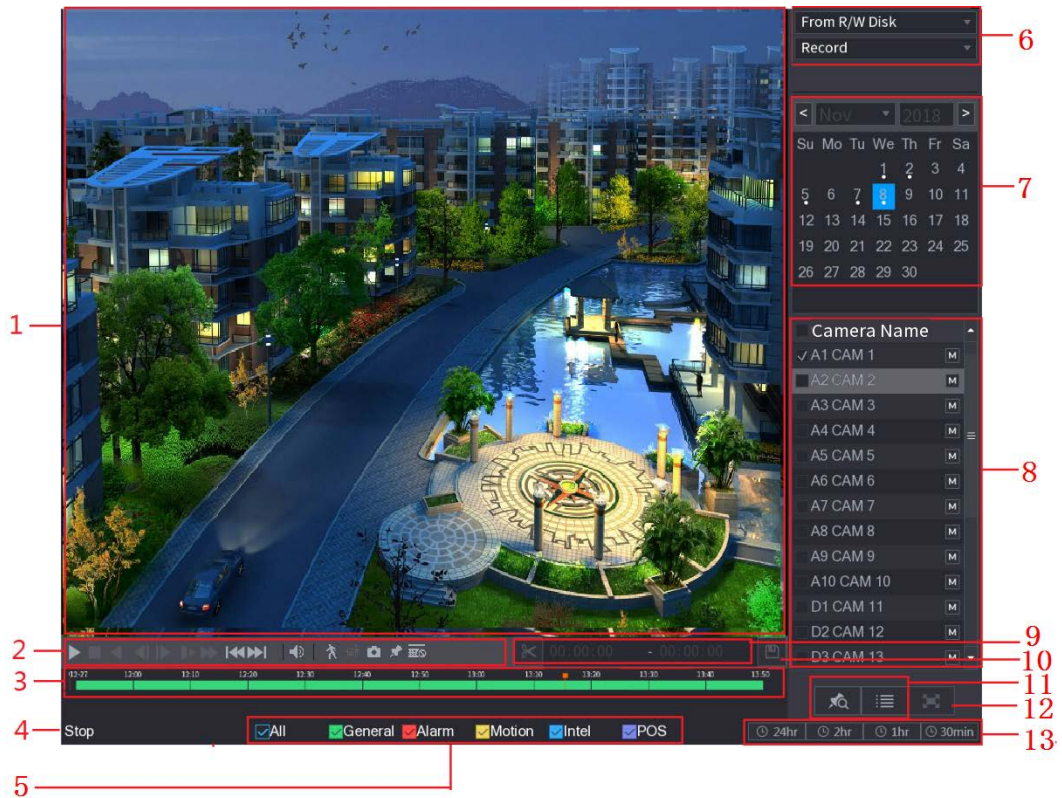 From R/W Disk
Record
6
< Nov 2018 >
Su Mo Tu We Th Fr Sa
1 2 3 4
5 6 7 8 9 10 11
12 13 14 15 16 17 18
19 20 21 22 23 24 25
26 27 28 29 30
7
1
Camera Name
A1 CAM 1 M
A2 CAM 2 M
A3 CAM 3 M
A4 CAM 4 M
A5 CAM 5 M
A6 CAM 6 M
A7 CAM 7 M
A8 CAM 8 M
A9 CAM 9 M
A10 CAM 10 M
D1 CAM 11 M
D2 CAM 12 M
D3 CAM 13 M
8
2
00:00:00 - 00:00:00
9
10
3
12:00 12:10 12:20 12:30 12:40 12:50 13:00 13:10 13:20 13:30 13:40 13:50
11
12
4
Stop
All General Alarm Motion Intel POS
24hr 2hr 1hr 30min
13
5